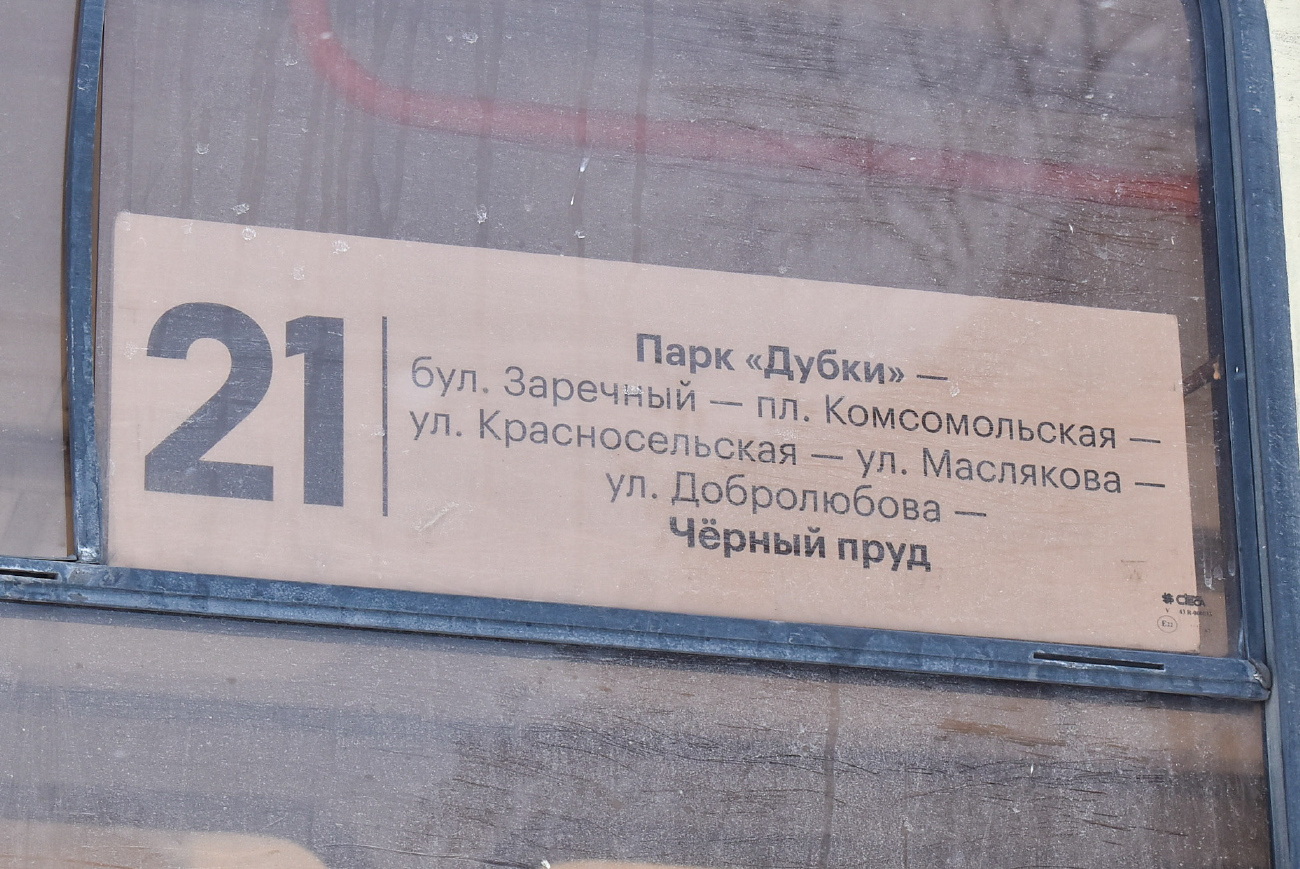 21
Парк «Дубки» —
бул. Заречный — пл. Комсомольская —
ул. Красносельская — ул. Маслякова —
ул. Добролюбова —
Чёрный пруд